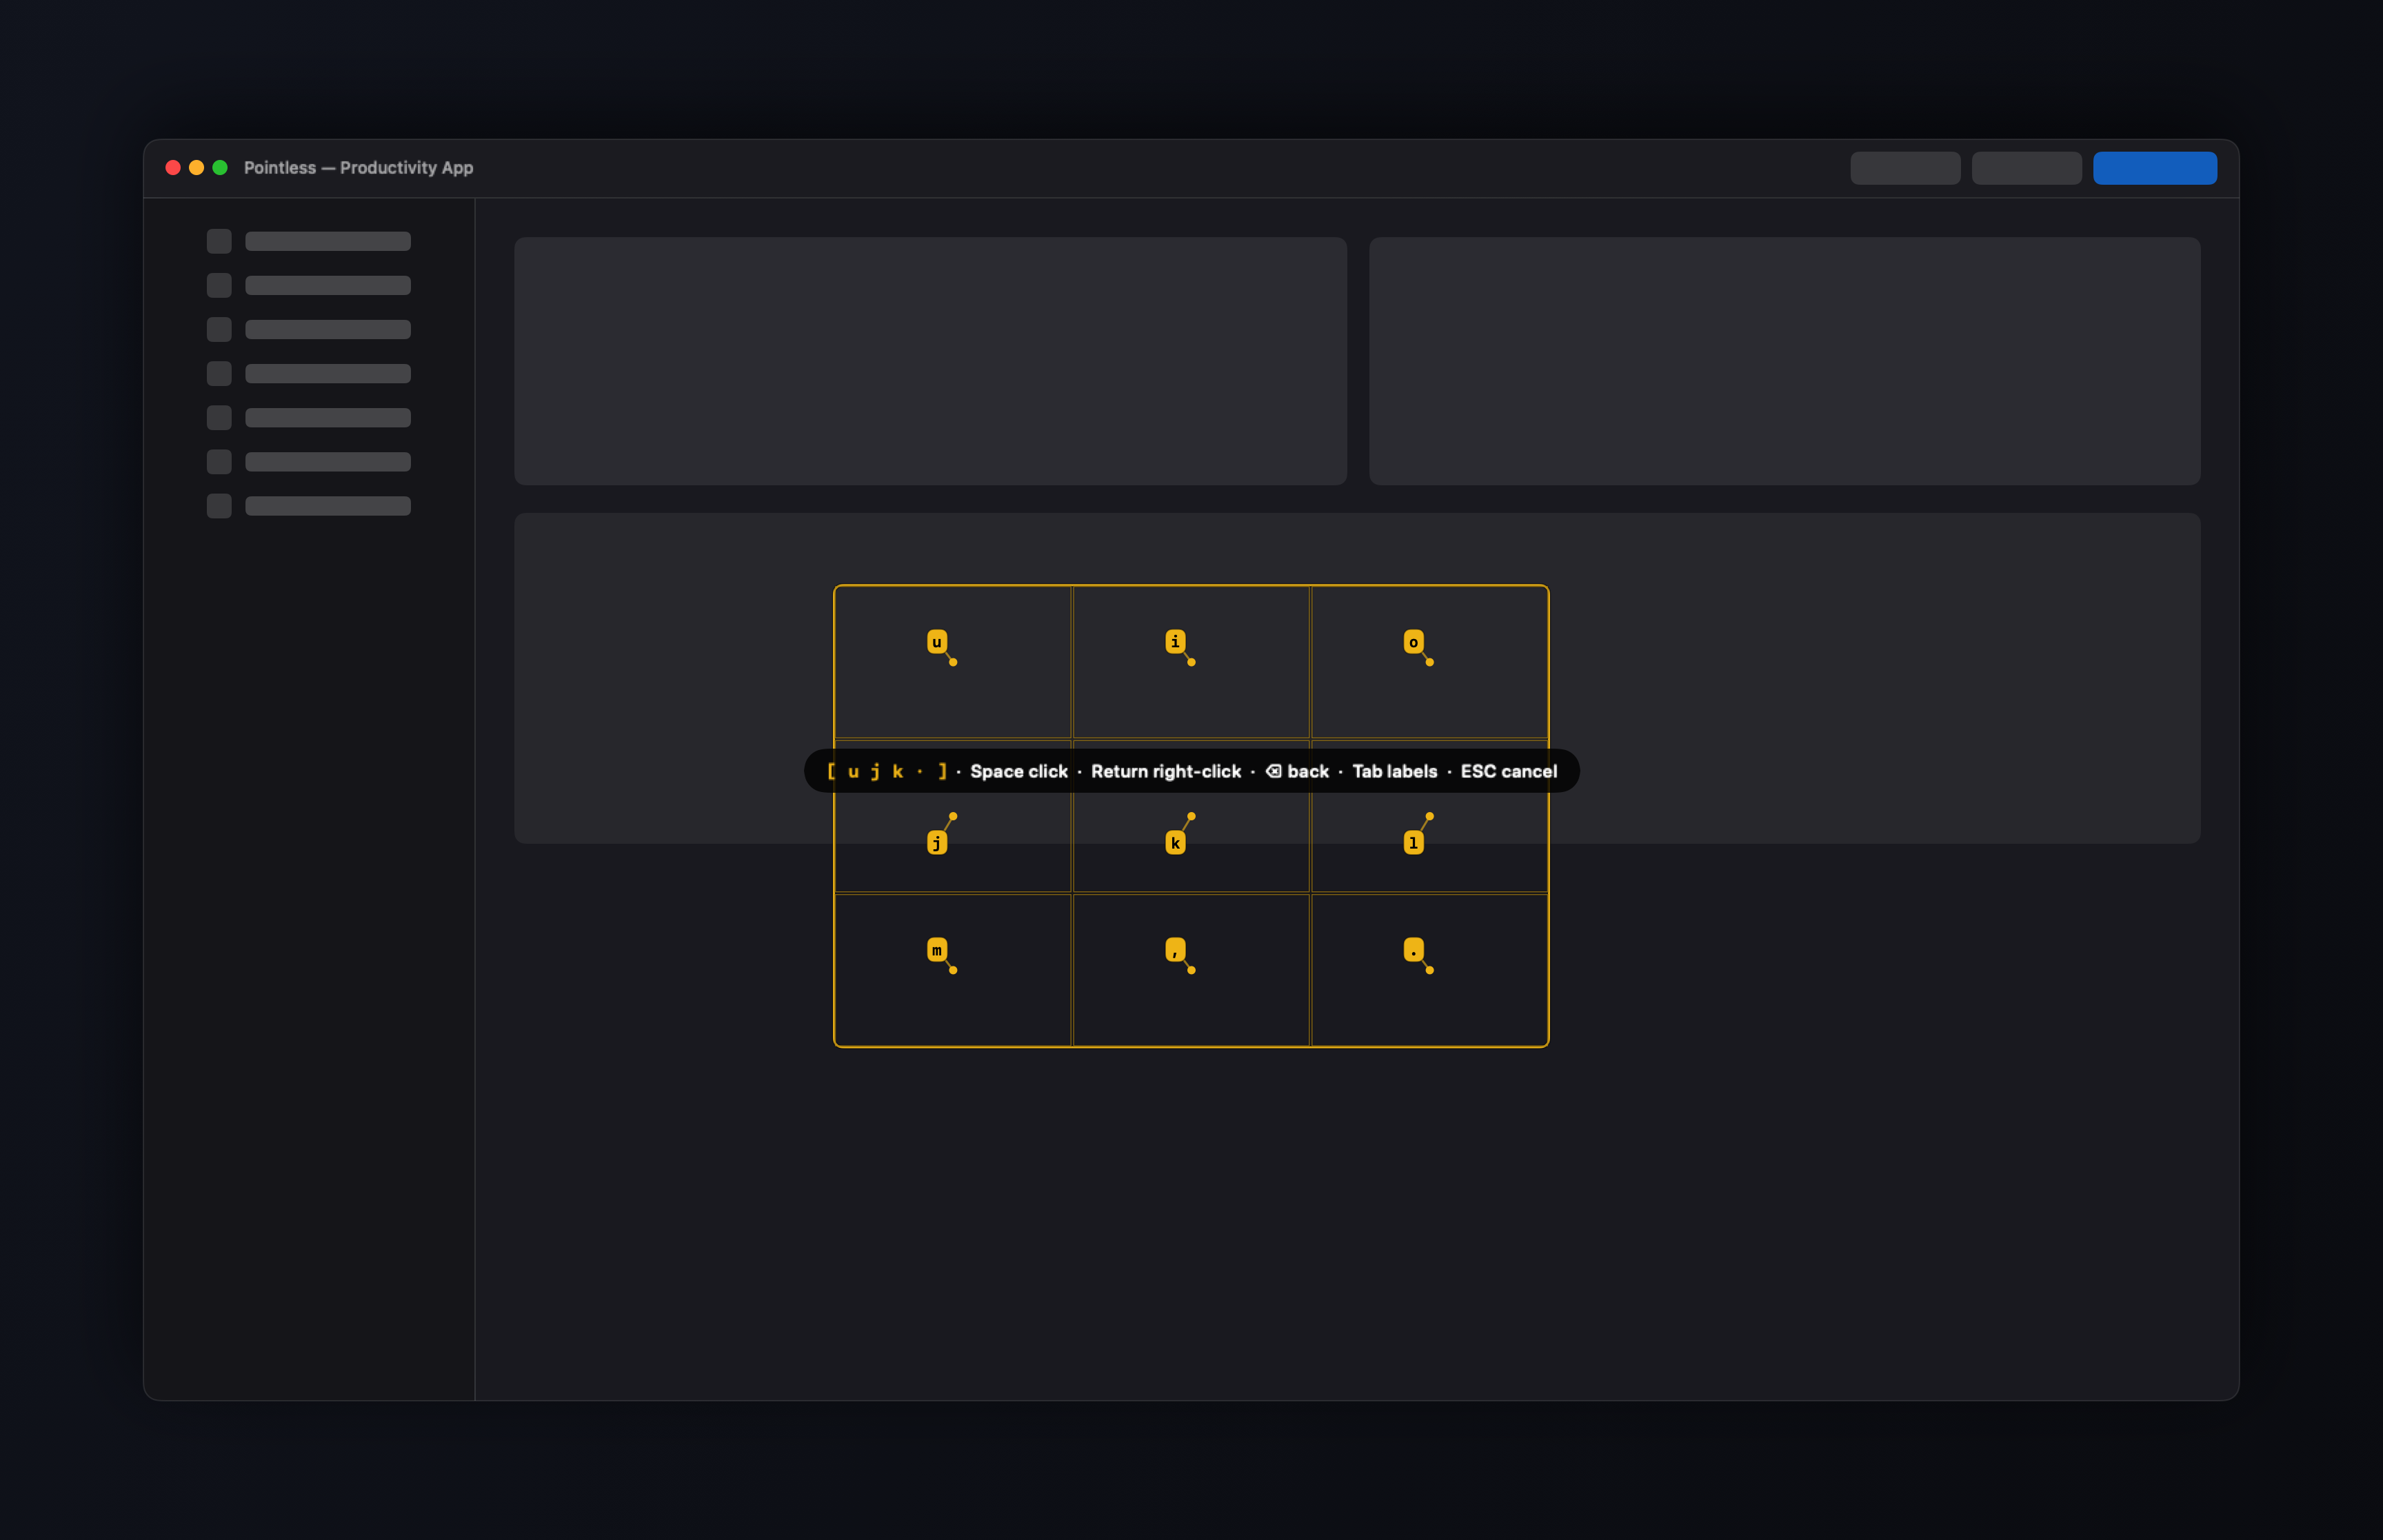 Pointless — Productivity App
u i o
[ u j k · ] · Space click · Return right-click · ⌫ back · Tab labels · ESC cancel
j k l
m , .